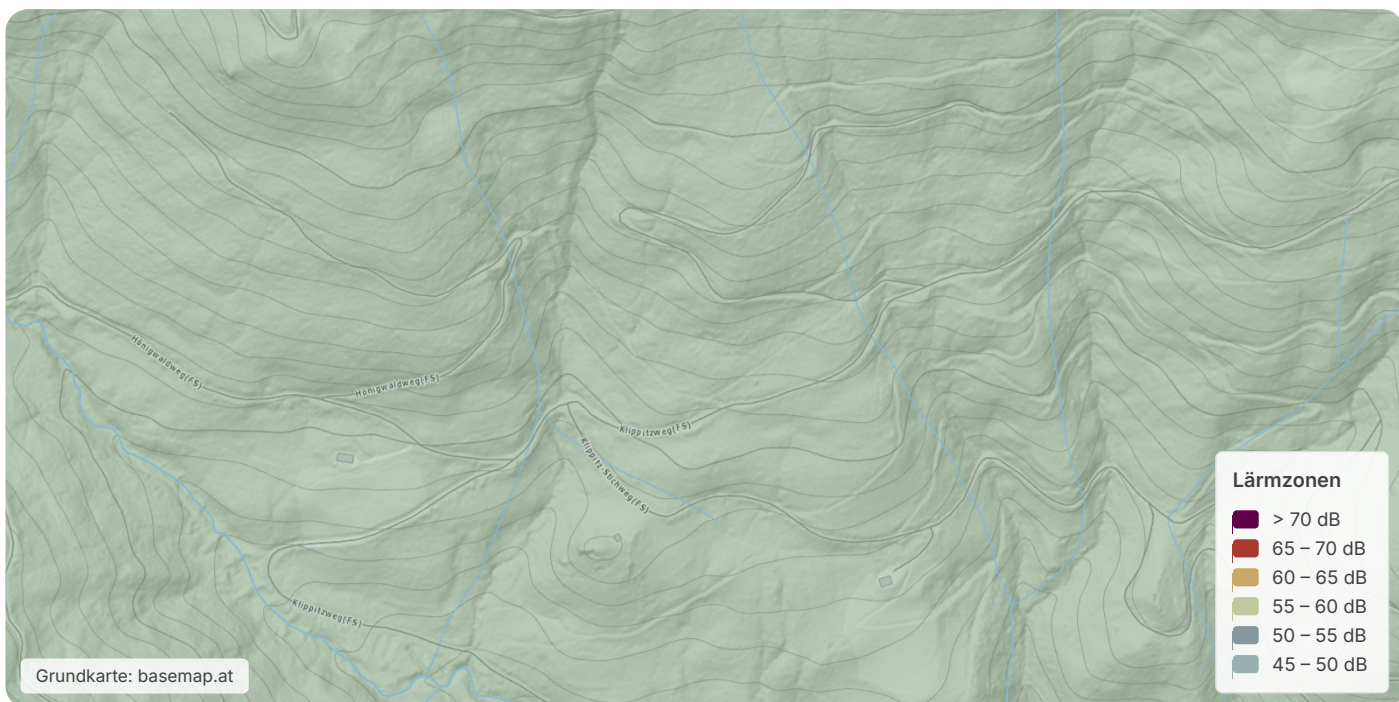 Hönigwaldweg(FS)
Hönigwaldweg(FS)
Klippitzweg(FS)
Klippitz-Stichweg(FS)
Klippitzweg(FS)
Lärmzonen
> 70 dB
65 – 70 dB
60 – 65 dB
55 – 60 dB
50 – 55 dB
45 – 50 dB
Grundkarte: basemap.at